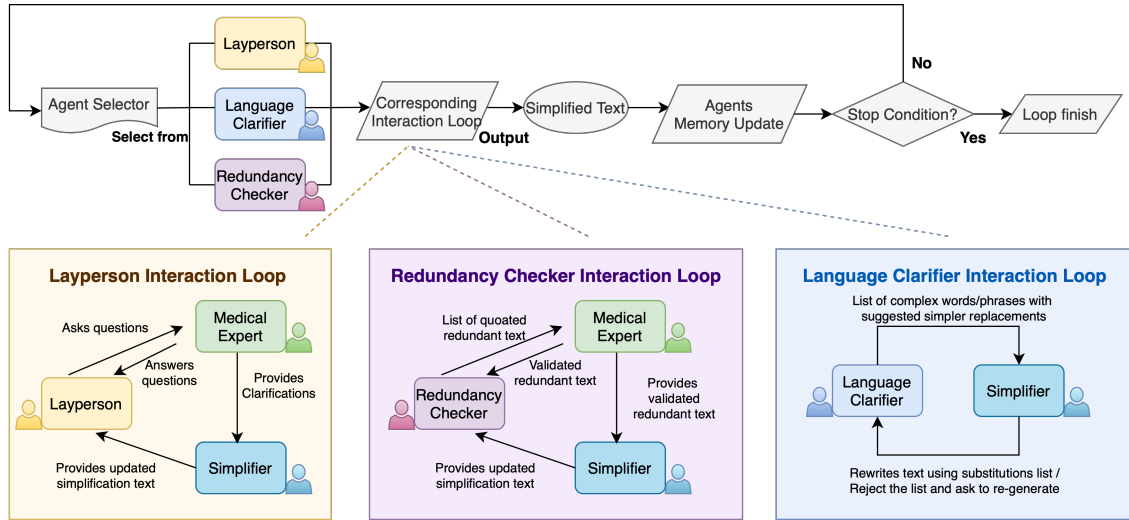 Layperson
No
Agent Selector
Select from
Language
Clarifier
Corresponding
Interaction Loop
Output
Simplified Text
Agents
Memory Update
Stop Condition?
Yes
Loop finish
Redundancy
Checker
Layperson Interaction Loop
Asks questions
Medical
Expert
Answers
questions
Provides
Clarifications
Layperson
Provides updated
simplification text
Simplifier
Redundancy Checker Interaction Loop
List of quoated
redundant text
Medical
Expert
Validated
redundant text
Provides
validated
redundant text
Redundancy
Checker
Provides updated
simplification text
Simplifier
Language Clarifier Interaction Loop
List of complex words/phrases with
suggested simpler replacements
Language
Clarifier
Simplifier
Rewrites text using substitutions list /
Reject the list and ask to re-generate